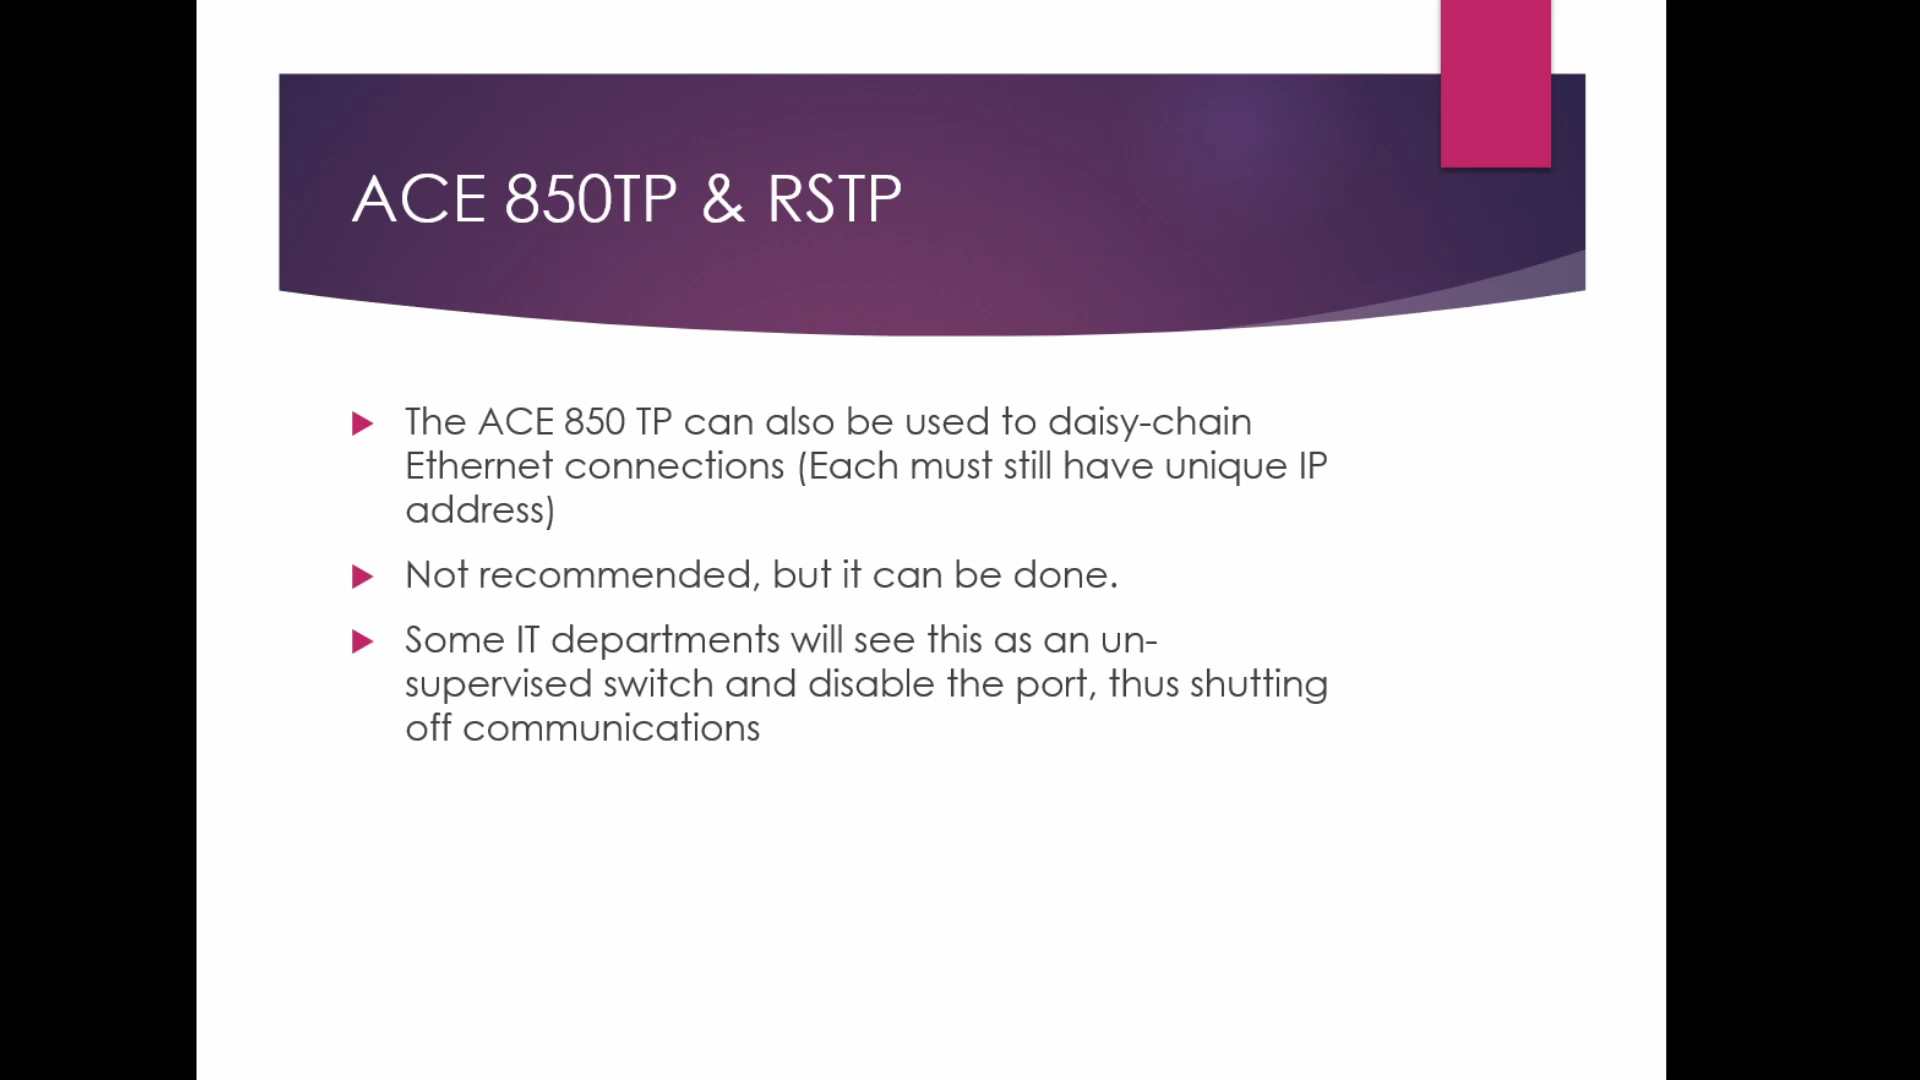 ACE 850TP & RSTP
The ACE 850 TP can also be used to daisy-chain
Ethernet connections (Each must still have unique IP
address)
Not recommended, but it can be done.
Some IT departments will see this as an un-
supervised switch and disable the port, thus shutting
off communications